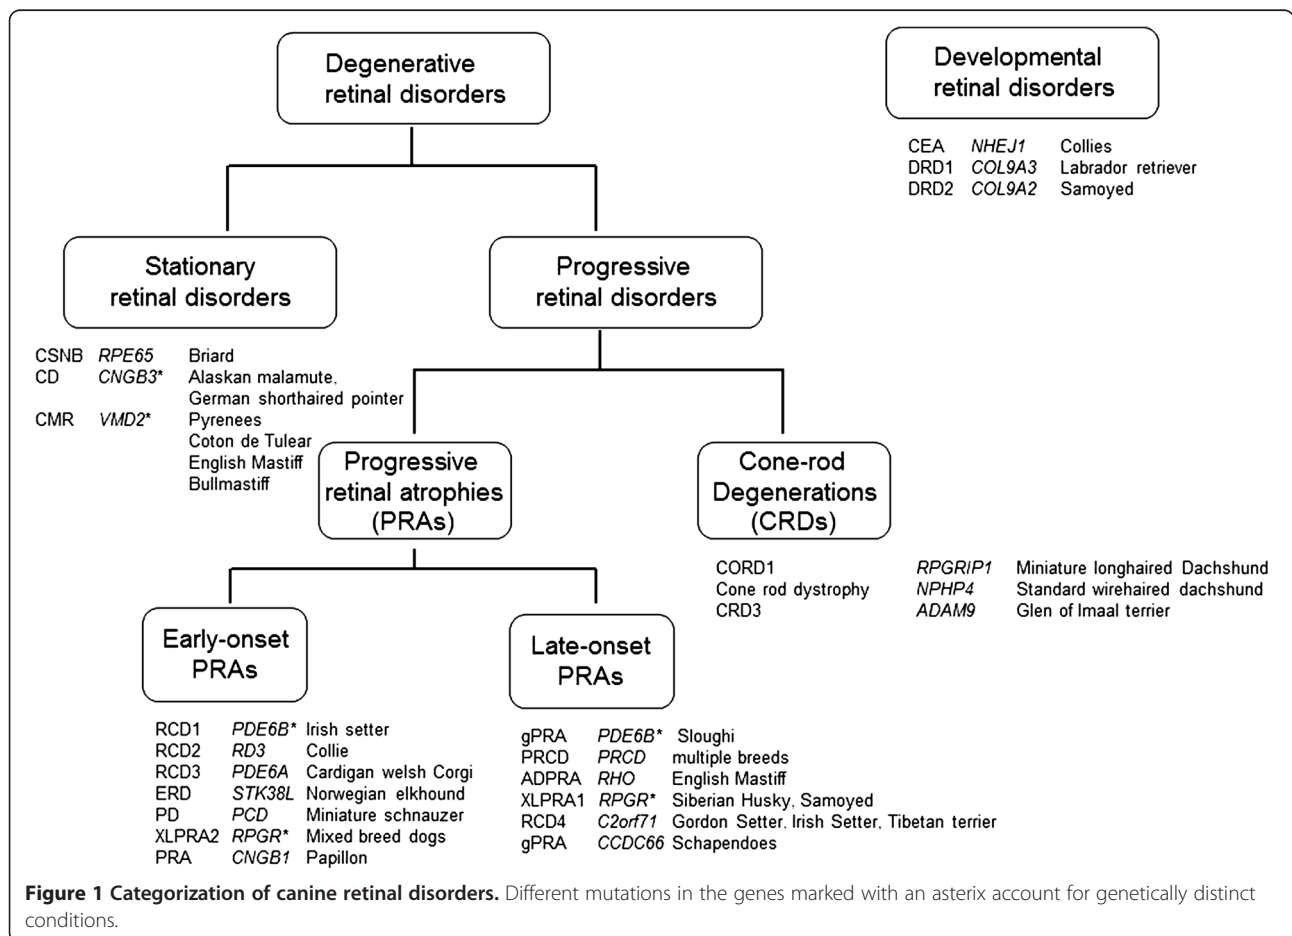 Degenerative
retinal disorders
Developmental
retinal disorders
CEA NHEJ1 Collies
DRD1 COL9A3 Labrador retriever
DRD2 COL9A2 Samoyed
Stationary
retinal disorders
Progressive
retinal disorders
CSNB RPE65 Briard
CD CNGB3* Alaskan malamute,
German shorthaired pointer
CMR VMD2* Pyrenees
Coton de Tulear
English Mastiff
Bullmastiff
Progressive
retinal atrophies
(PRAs)
Cone-rod
Degenerations
(CRDs)
CORD1 RPGRIP1 Miniature longhaired Dachshund
Cone rod dystrophy NPHP4 Standard wirehaired dachshund
CRD3 ADAM9 Glen of Imaal terrier
Early-onset
PRAs
Late-onset
PRAs
RCD1 PDE6B* Irish setter
RCD2 RD3 Collie
RCD3 PDE6A Cardigan welsh Corgi
ERD STK38L Norwegian elkhound
PD PCD Miniature schnauzer
XLPRA2 RPGR* Mixed breed dogs
PRA CNGB1 Papillon
gPRA PDE6B* Sloughi
PRCD PRCD multiple breeds
ADPRA RHO English Mastiff
XLPRA1 RPGR* Siberian Husky, Samoyed
RCD4 C2orf71 Gordon Setter, Irish Setter, Tibetan terrier
gPRA CCDC66 Schapendoes
Figure 1 Categorization of canine retinal disorders. Different mutations in the genes marked with an asterix account for genetically distinct
conditions.